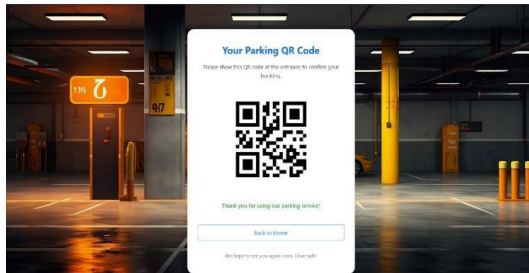 Your Parking QR Code
Please show this QR code at the entrance to confirm your
booking.
Thank you for using our parking service!
Back to Home
We hope to see you again soon. Drive safe!